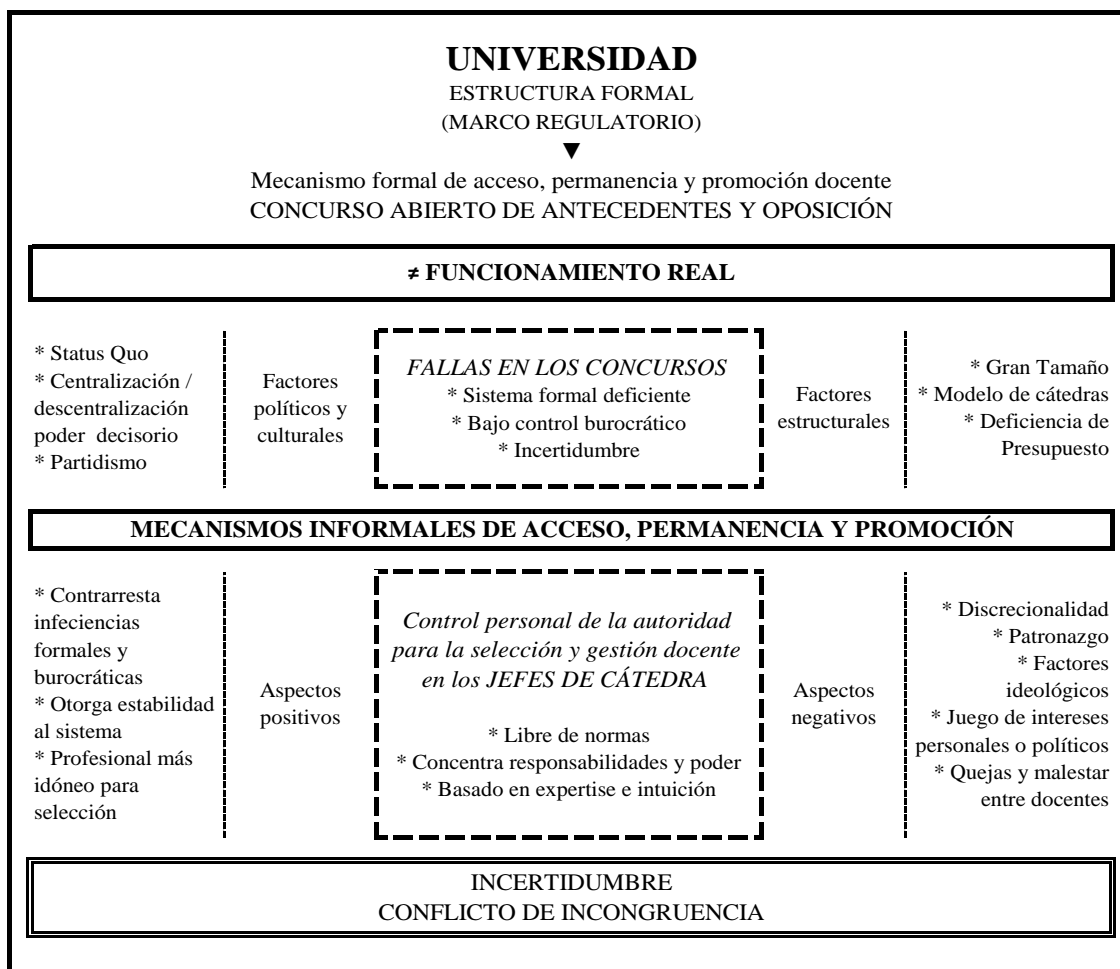 UNIVERSIDAD
ESTRUCTURA FORMAL
(MARCO REGULATORIO)
▼
Mecanismo formal de acceso, permanencia y promoción docente
CONCURSO ABIERTO DE ANTECEDENTES Y OPOSICIÓN
≠ FUNCIONAMIENTO REAL
* Status Quo
* Centralización /
descentralización
poder decisorio
* Partidismo
Factores
políticos y
culturales
FALLAS EN LOS CONCURSOS
* Sistema formal deficiente
* Bajo control burocrático
* Incertidumbre
Factores
estructurales
* Gran Tamaño
* Modelo de cátedras
* Deficiencia de
Presupuesto
MECANISMOS INFORMALES DE ACCESO, PERMANENCIA Y PROMOCIÓN
* Contrarresta
infeciencias
formales y
burocráticas
* Otorga estabilidad
al sistema
* Profesional más
idóneo para
selección
Aspectos
positivos
Control personal de la autoridad
para la selección y gestión docente
en los JEFES DE CÁTEDRA
* Libre de normas
* Concentra responsabilidades y poder
* Basado en expertise e intuición
Aspectos
negativos
* Discrecionalidad
* Patronazgo
* Factores
ideológicos
* Juego de intereses
personales o políticos
* Quejas y malestar
entre docentes
INCERTIDUMBRE
CONFLICTO DE INCONGRUENCIA